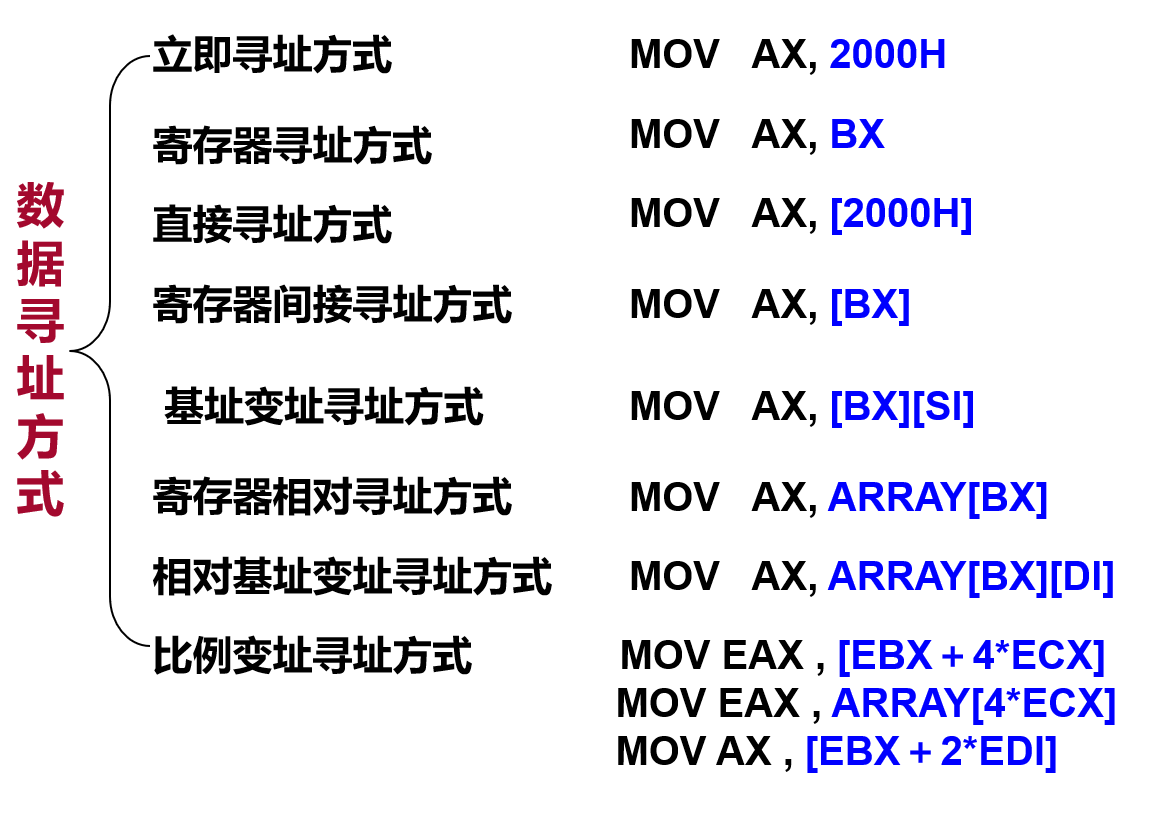 数据寻址方式
立即寻址方式 MOV AX, 2000H
寄存器寻址方式 MOV AX, BX
直接寻址方式 MOV AX, [2000H]
寄存器间接寻址方式 MOV AX, [BX]
基址变址寻址方式 MOV AX, [BX][SI]
寄存器相对寻址方式 MOV AX, ARRAY[BX]
相对基址变址寻址方式 MOV AX, ARRAY[BX][DI]
比例变址寻址方式 MOV EAX , [EBX＋4*ECX]
MOV EAX , ARRAY[4*ECX]
MOV AX , [EBX＋2*EDI]